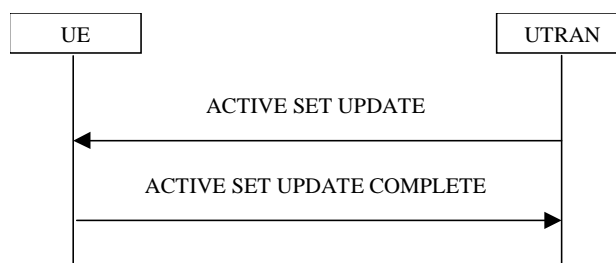 UE
UTRAN
ACTIVE SET UPDATE
ACTIVE SET UPDATE COMPLETE